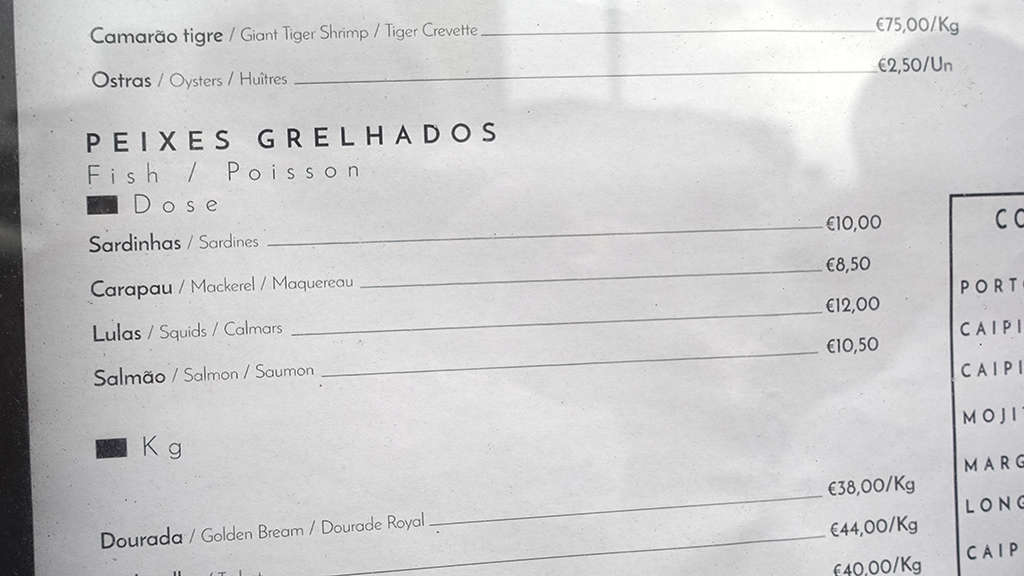 Camarão tigre / Giant Tiger Shrimp / Tiger Crevette €75,00/Kg
Ostras / Oysters / Huîtres €2,50/Un
PEIXES GRELHADOS
Fish / Poisson
Dose
Sardinhas / Sardines €10,00
Carapau / Mackerel / Maquereau €8,50
Lulas / Squids / Calmars €12,00
Salmão / Salmon / Saumon €10,50
Kg
Dourada / Golden Bream / Dourade Royal €38,00/Kg
€44,00/Kg
€40,00/Kg
CO
PORTO
CAIPI
CAIPI
MOJIT
MARG
LONG
CAIP